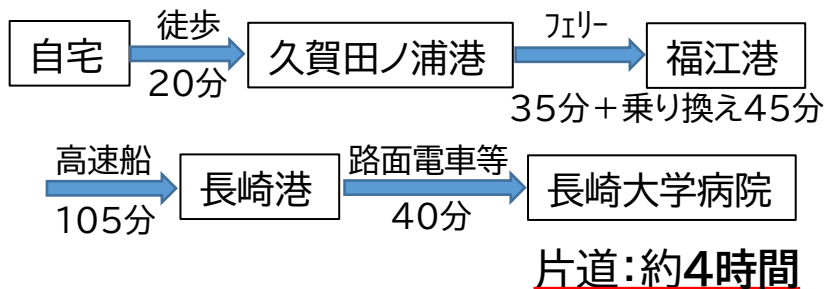 徒歩 フェリー
自宅 久賀田ノ浦港 福江港
20分 35分+乗り換え45分
高速船 路面電車等
長崎港 長崎大学病院
105分 40分
片道:約4時間